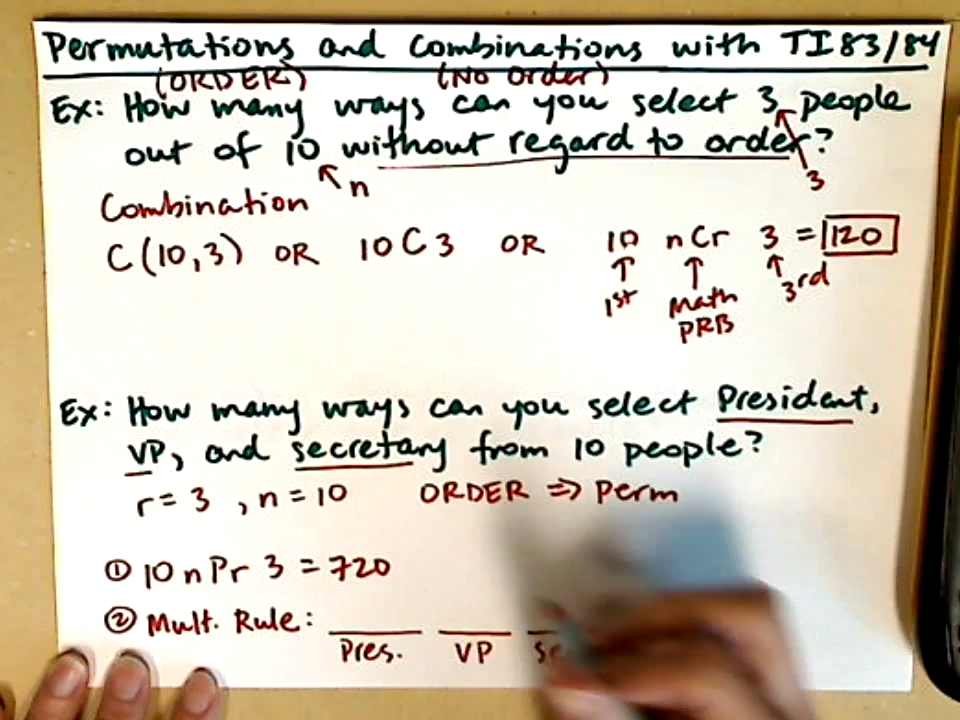 Permutations and Combinations with TI83/84
(ORDER) (No Order)
Ex: How many ways can you select 3 people
out of 10 without regard to order?
n
3
Combination
C(10,3) OR 10C3 OR 10 nCr 3 = 120
1st Math 3rd
PRB
Ex: How many ways can you select President,
VP, and secretary from 10 people?
r = 3 , n = 10 ORDER => Perm
① 10 nPr 3 = 720
② Mult. Rule:
Pres. VP